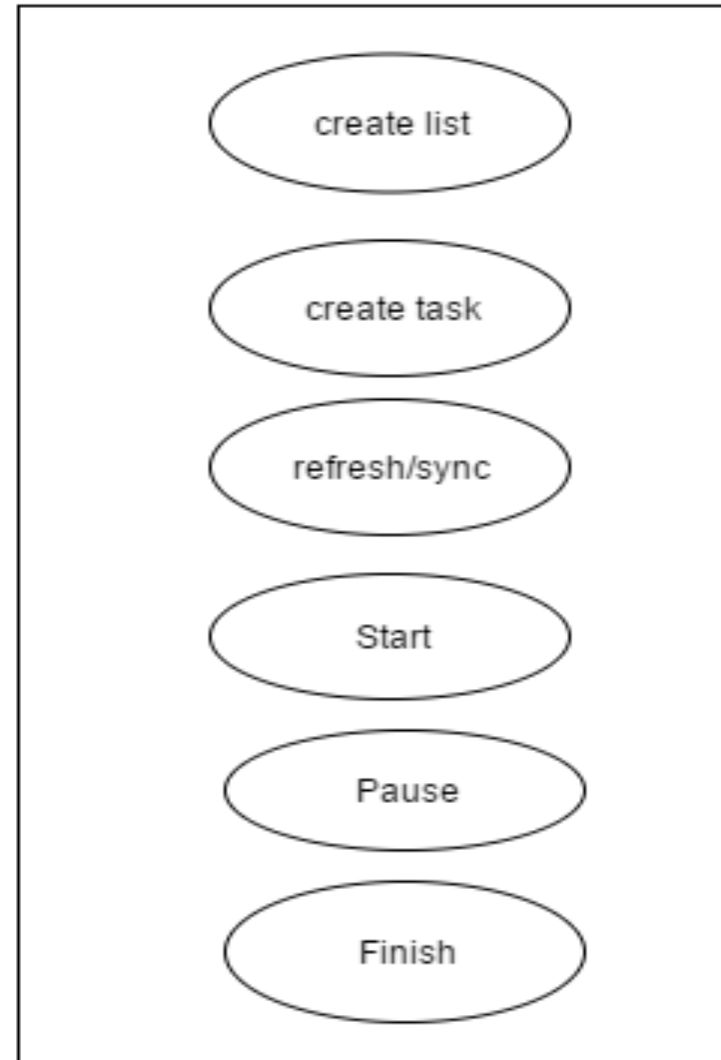 create list
create task
refresh/sync
Start
Pause
Finish